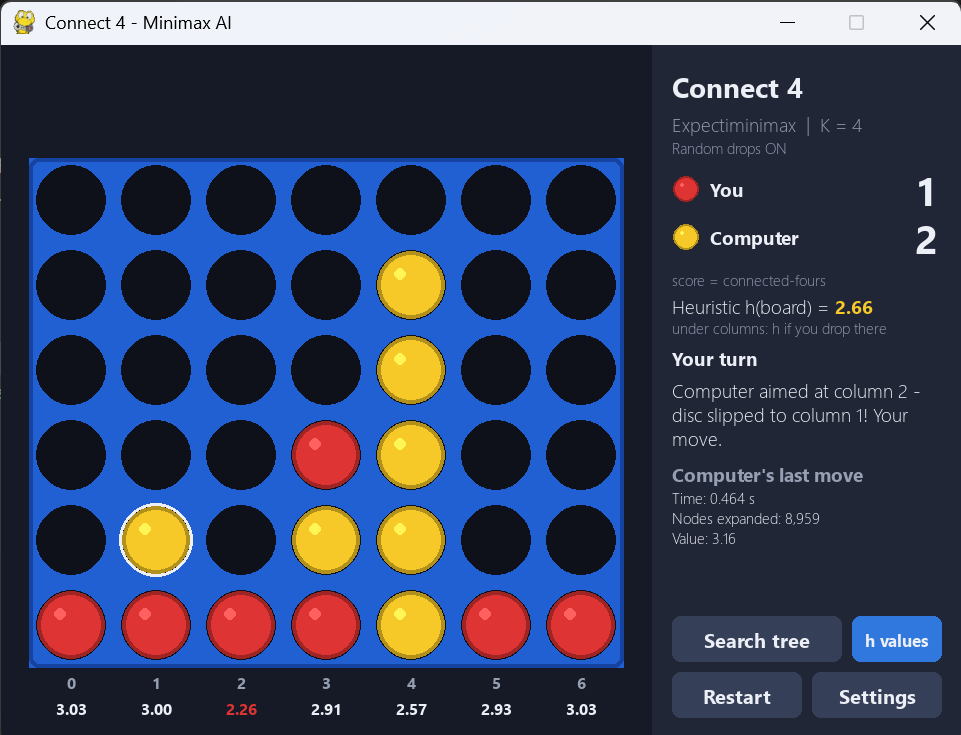 Connect 4 - Minimax AI
Connect 4
Expectiminimax | K = 4
Random drops ON
You 1
Computer 2
score = connected-fours
Heuristic h(board) = 2.66
under columns: h if you drop there
Your turn
Computer aimed at column 2 -
disc slipped to column 1! Your
move.
Computer's last move
Time: 0.464 s
Nodes expanded: 8,959
Value: 3.16
Search tree h values
Restart Settings
0 1 2 3 4 5 6
3.03 3.00 2.26 2.91 2.57 2.93 3.03